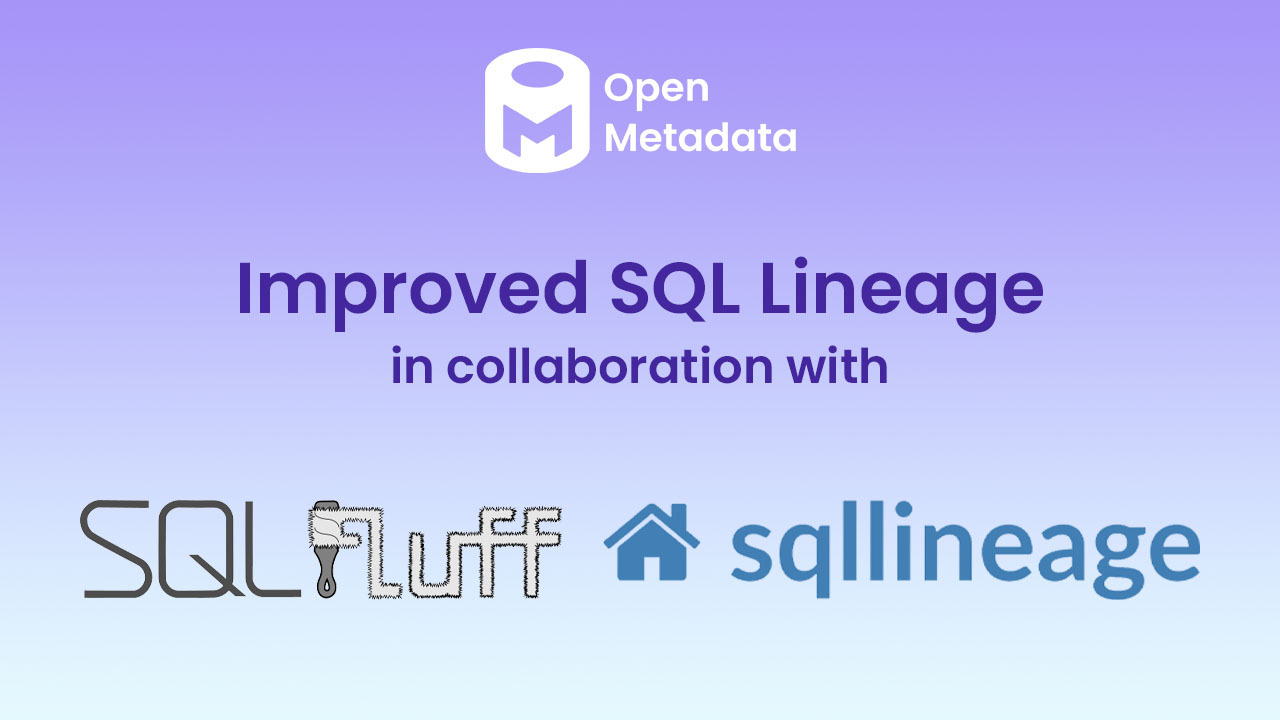 Open
Metadata
Improved SQL Lineage
in collaboration with
SQLFluff
sqllineage